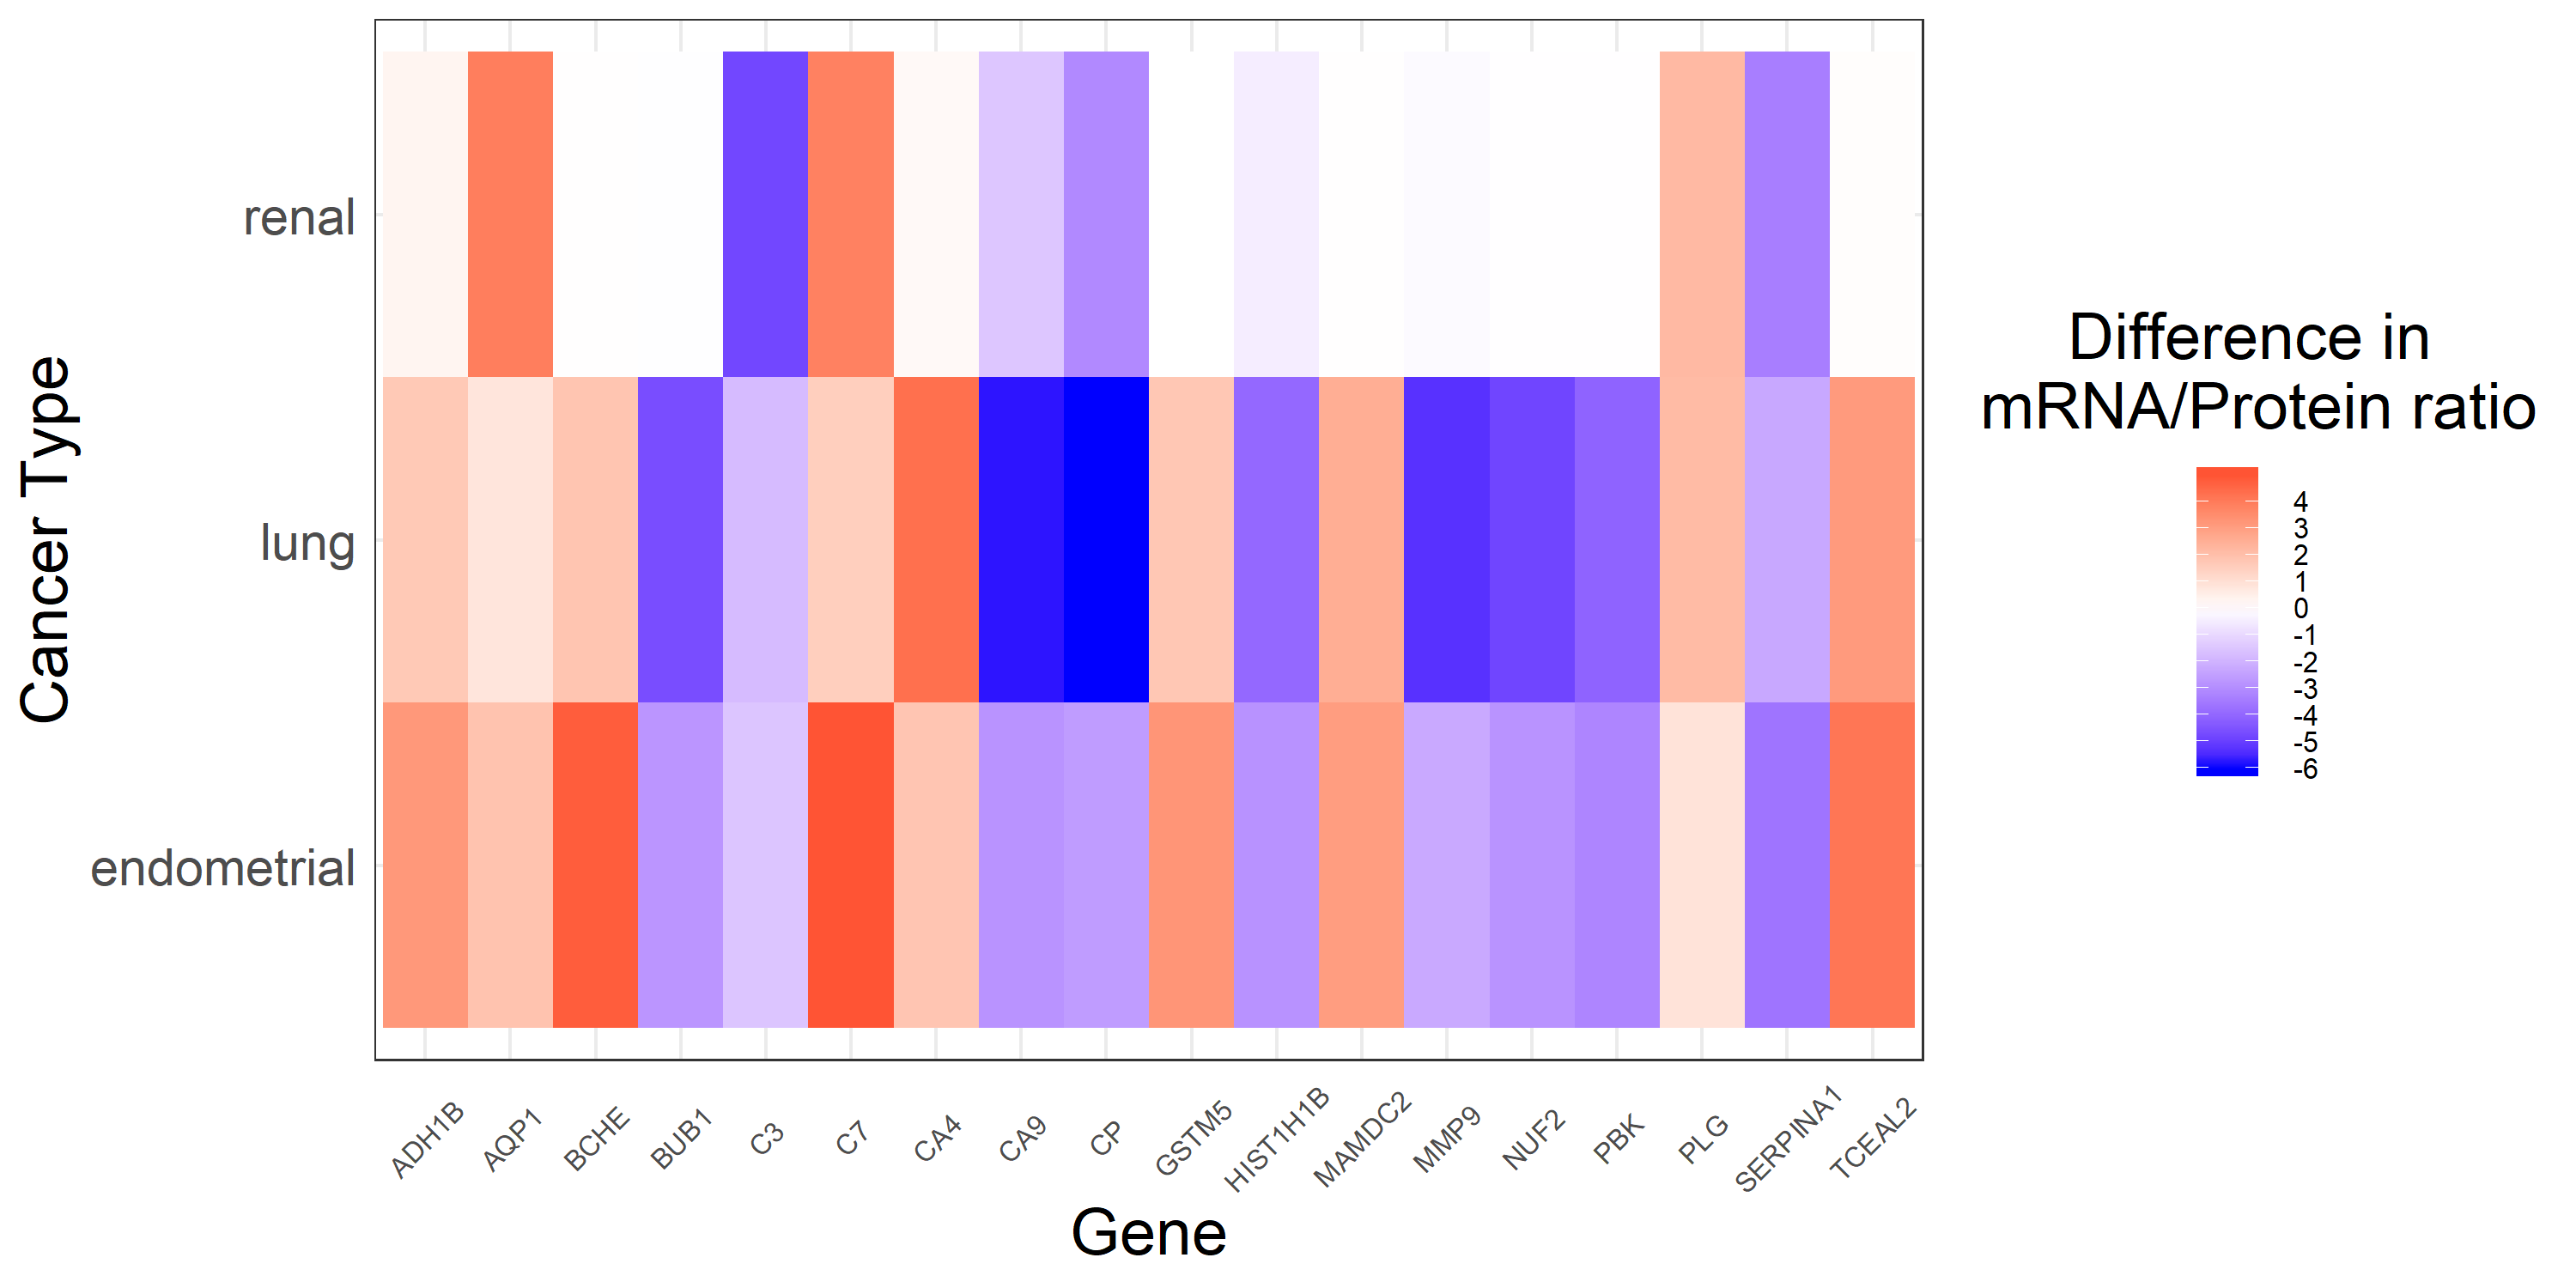 renal
lung
endometrial
Cancer Type
ADH1B
AQP1
BCHE
BUB1
C3
C7
CA4
CA9
CP
GSTM5
HIST1H1B
MAMDC2
MMP9
NUF2
PBK
PLG
SERPINA1
TCEAL2
Gene
Difference in
mRNA/Protein ratio
4
3
2
1
0
-1
-2
-3
-4
-5
-6